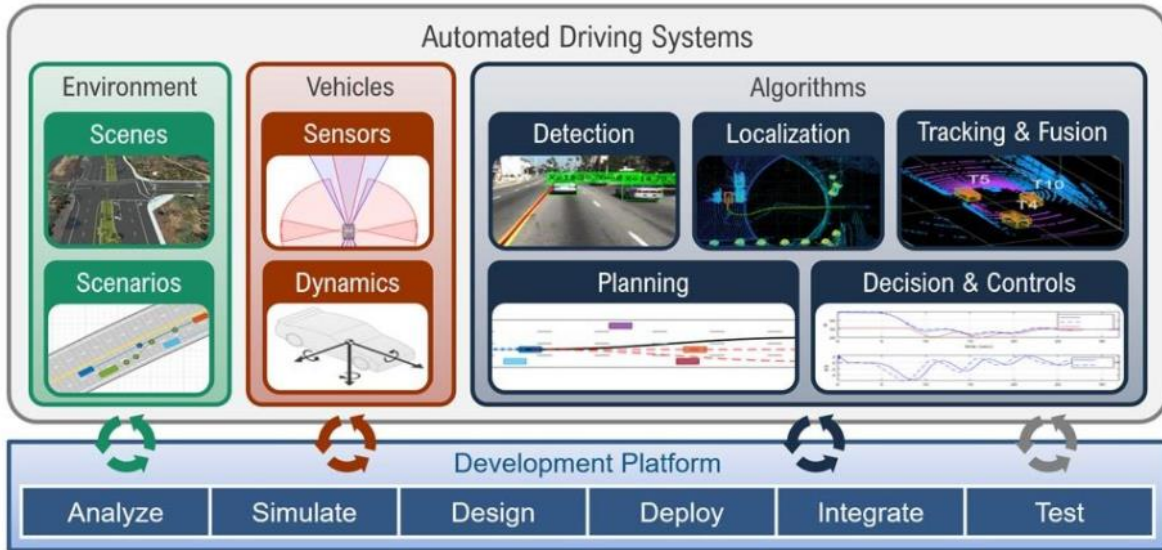 Automated Driving Systems
Environment
Vehicles
Algorithms
Scenes
Sensors
Detection
Localization
Tracking & Fusion
T5
T10
T4
Scenarios
Dynamics
Planning
Decision & Controls
Development Platform
Analyze
Simulate
Design
Deploy
Integrate
Test